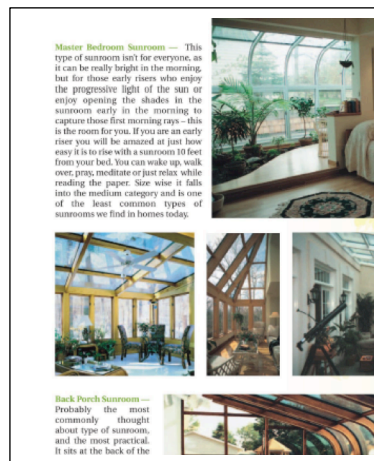 Master Bedroom Sunroom — This
type of sunroom isn't for everyone, as
it can be really bright in the morning,
but for those early risers who enjoy
the progressive light of the sun or
enjoy opening the shades in the
sunroom early in the morning to
capture those first morning rays – this
is the room for you. If you are an early
riser you will be amazed at just how
easy it is to rise with a sunroom 10 feet
from your bed. You can wake up, walk
over, pray, meditate or just relax while
reading the paper. Size wise it falls
into the medium category and is one
of the least common types of
sunrooms we find in homes today.
Back Porch Sunroom —
Probably the most
commonly thought
about type of sunroom,
and the most practical.
It sits at the back of the